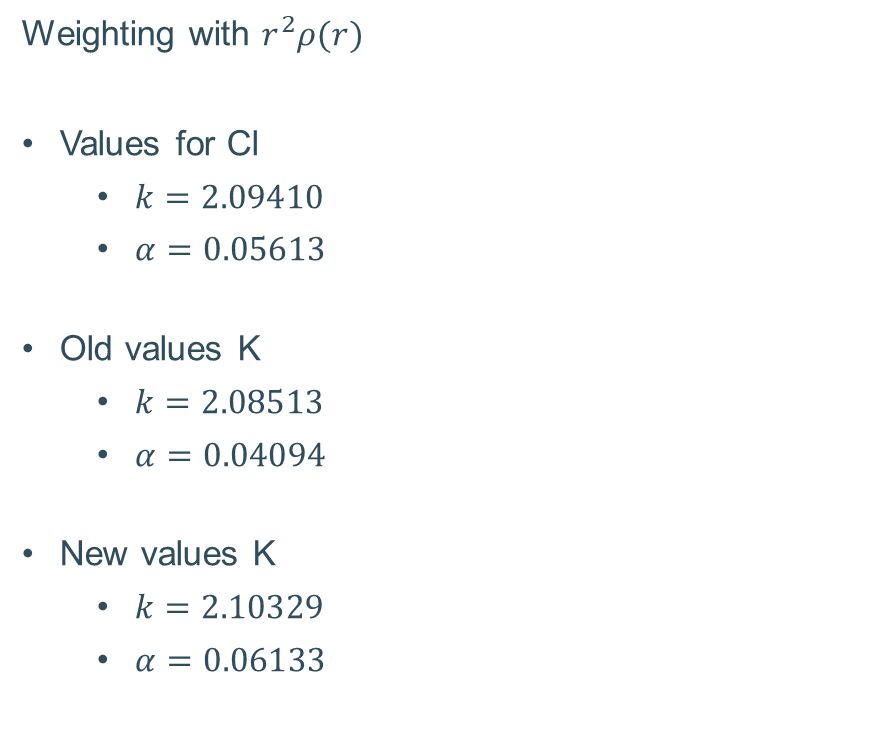 Weighting with r²ρ(r)
• Values for Cl
• k = 2.09410
• α = 0.05613
• Old values K
• k = 2.08513
• α = 0.04094
• New values K
• k = 2.10329
• α = 0.06133